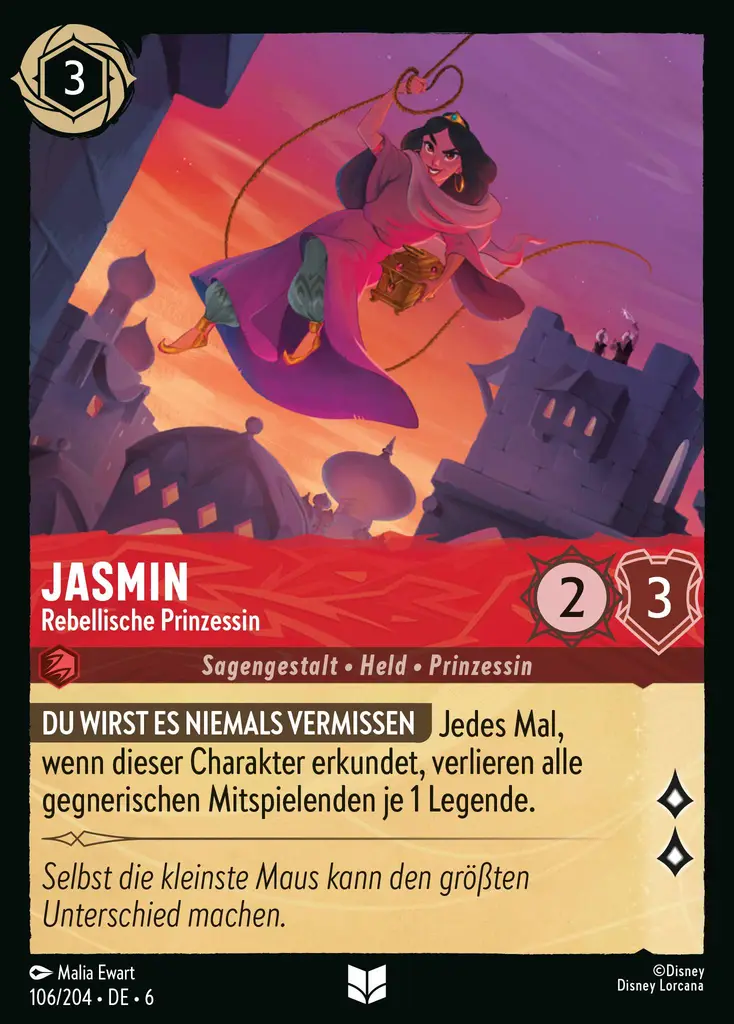 3
JASMIN
Rebellische Prinzessin
2
3
Sagengestalt • Held • Prinzessin
DU WIRST ES NIEMALS VERMISSEN Jedes Mal,
wenn dieser Charakter erkundet, verlieren alle
gegnerischen Mitspielenden je 1 Legende.
Selbst die kleinste Maus kann den größten
Unterschied machen.
Malia Ewart
106/204 • DE • 6
©Disney
Disney Lorcana